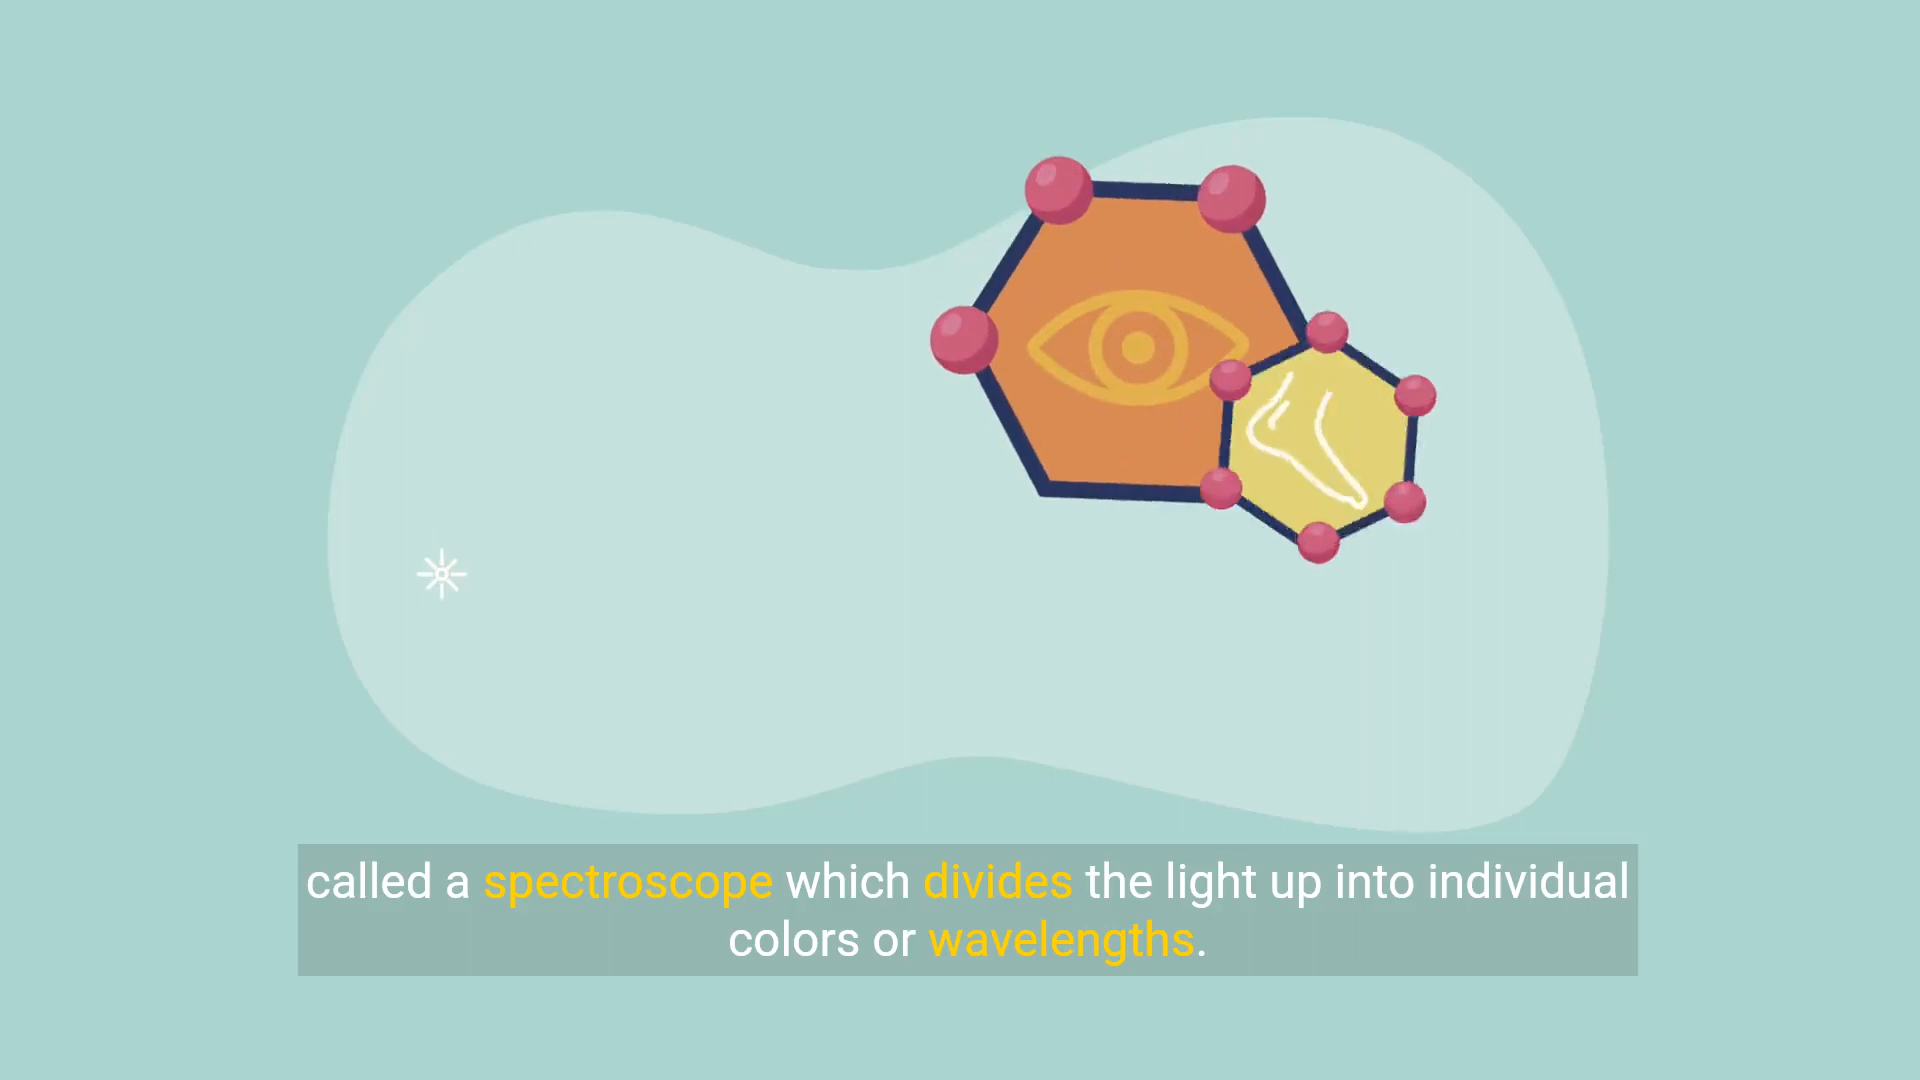 called a spectroscope which divides the light up into individual
colors or wavelengths.